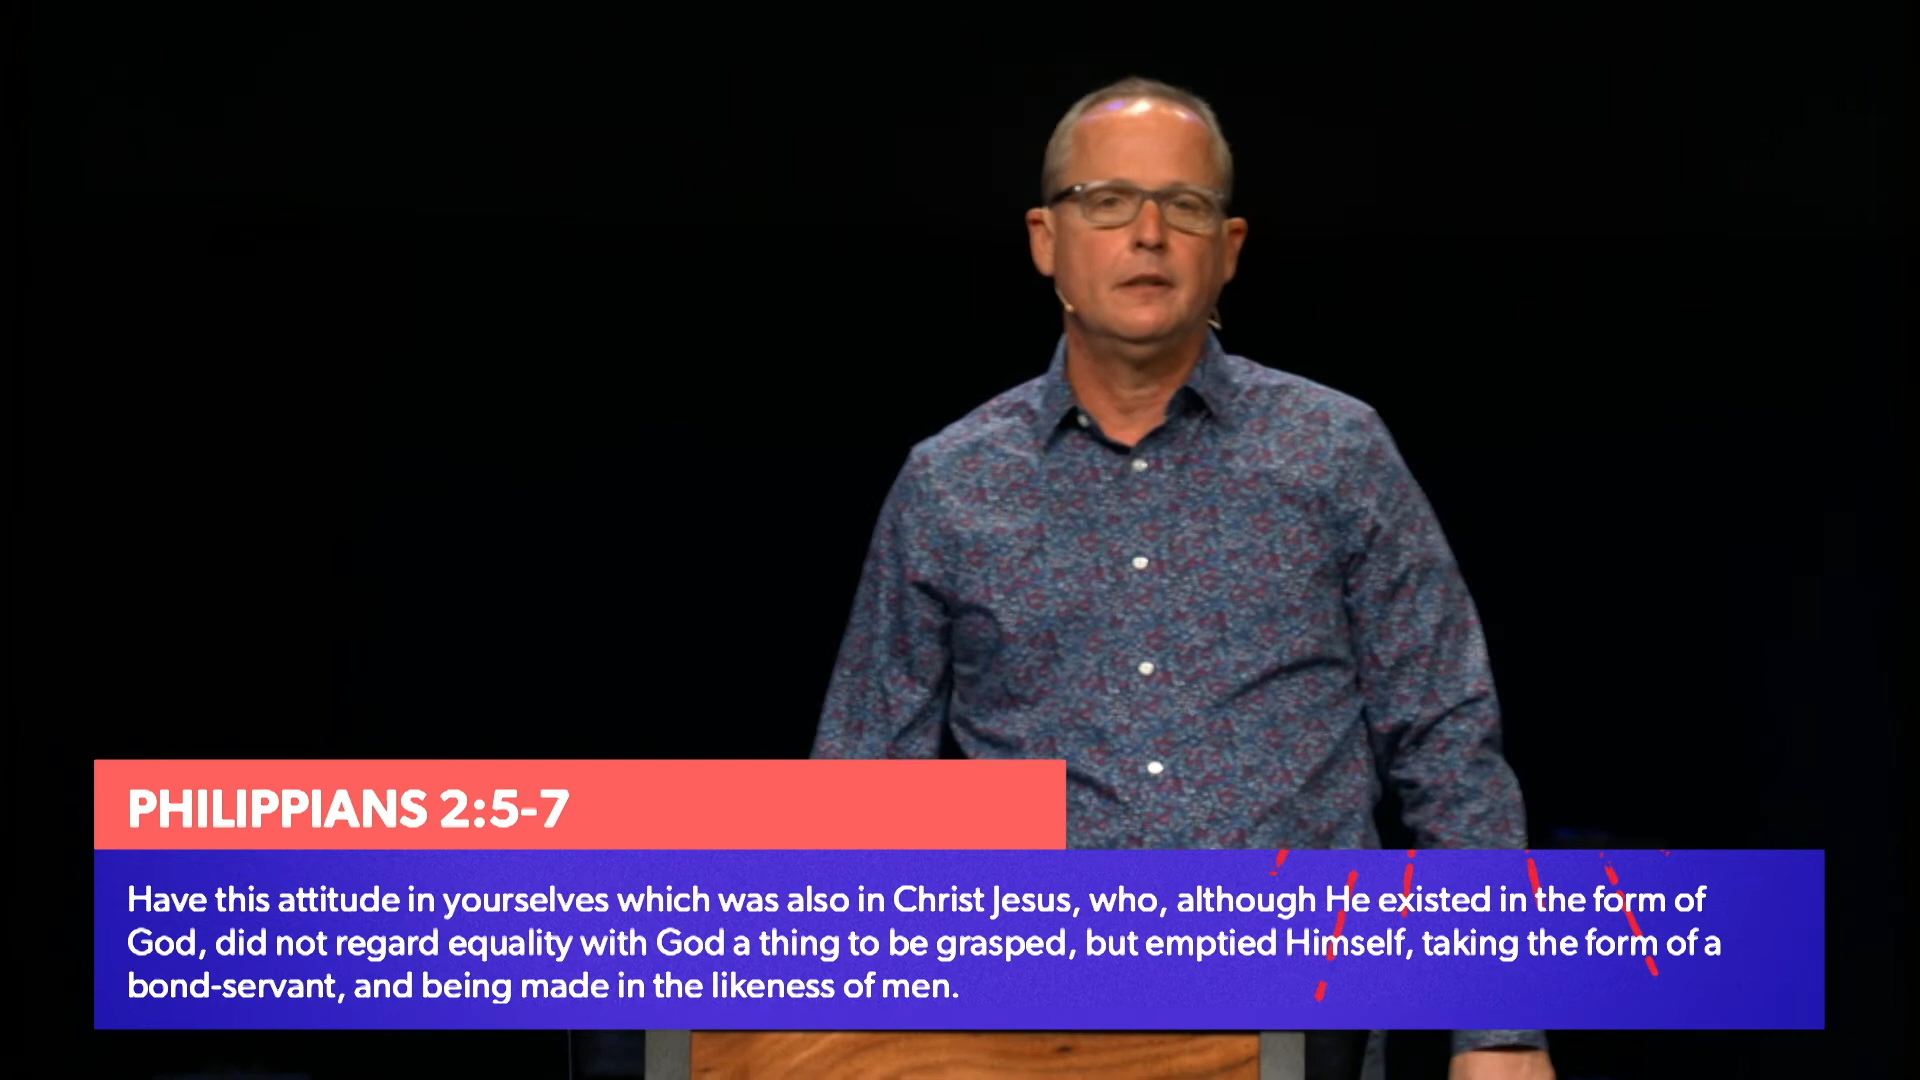 PHILIPPIANS 2:5-7
Have this attitude in yourselves which was also in Christ Jesus, who, although He existed in the form of
God, did not regard equality with God a thing to be grasped, but emptied Himself, taking the form of a
bond-servant, and being made in the likeness of men.